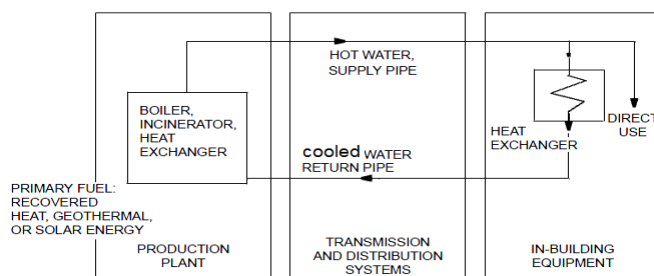 HOT WATER,
SUPPLY PIPE
BOILER,
INCINERATOR,
HEAT
EXCHANGER
HEAT
EXCHANGER
DIRECT
USE
cooled WATER
RETURN PIPE
PRIMARY FUEL:
RECOVERED
HEAT, GEOTHERMAL,
OR SOLAR ENERGY
PRODUCTION
PLANT
TRANSMISSION
AND DISTRIBUTION
SYSTEMS
IN-BUILDING
EQUIPMENT